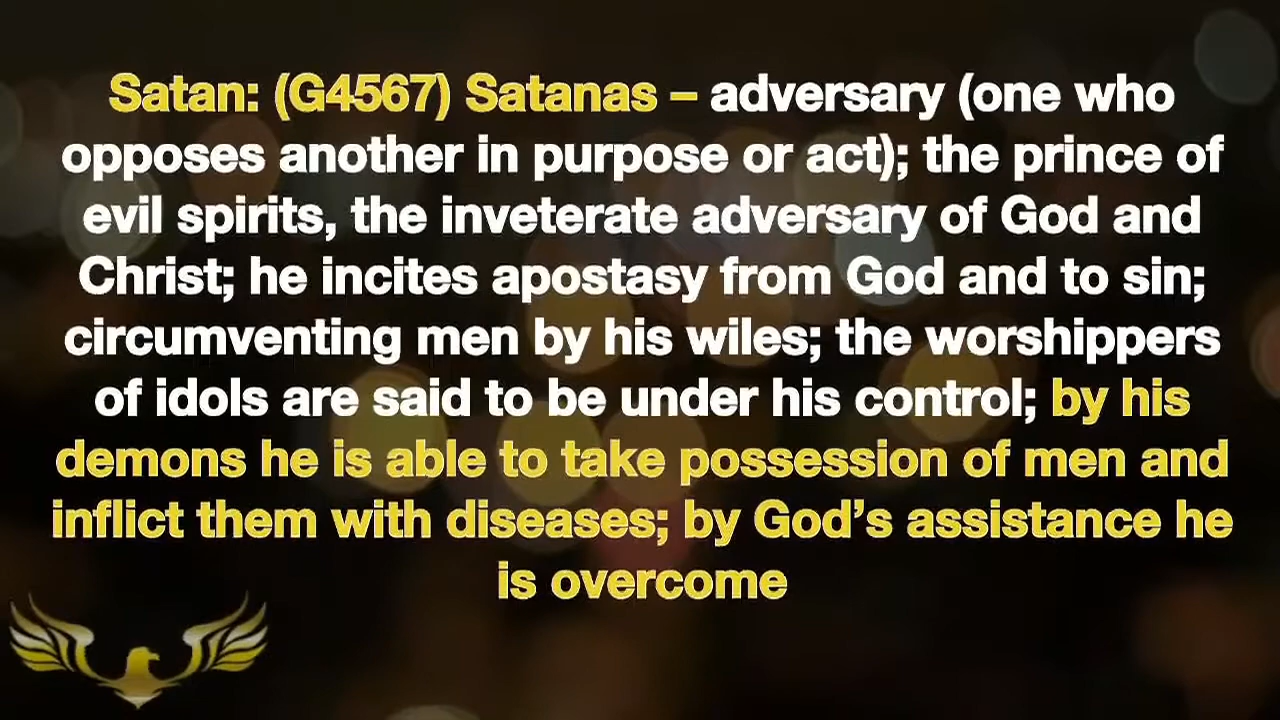 Satan: (G4567) Satanas – adversary (one who
opposes another in purpose or act); the prince of
evil spirits, the inveterate adversary of God and
Christ; he incites apostasy from God and to sin;
circumventing men by his wiles; the worshippers
of idols are said to be under his control; by his
demons he is able to take possession of men and
inflict them with diseases; by God’s assistance he
is overcome